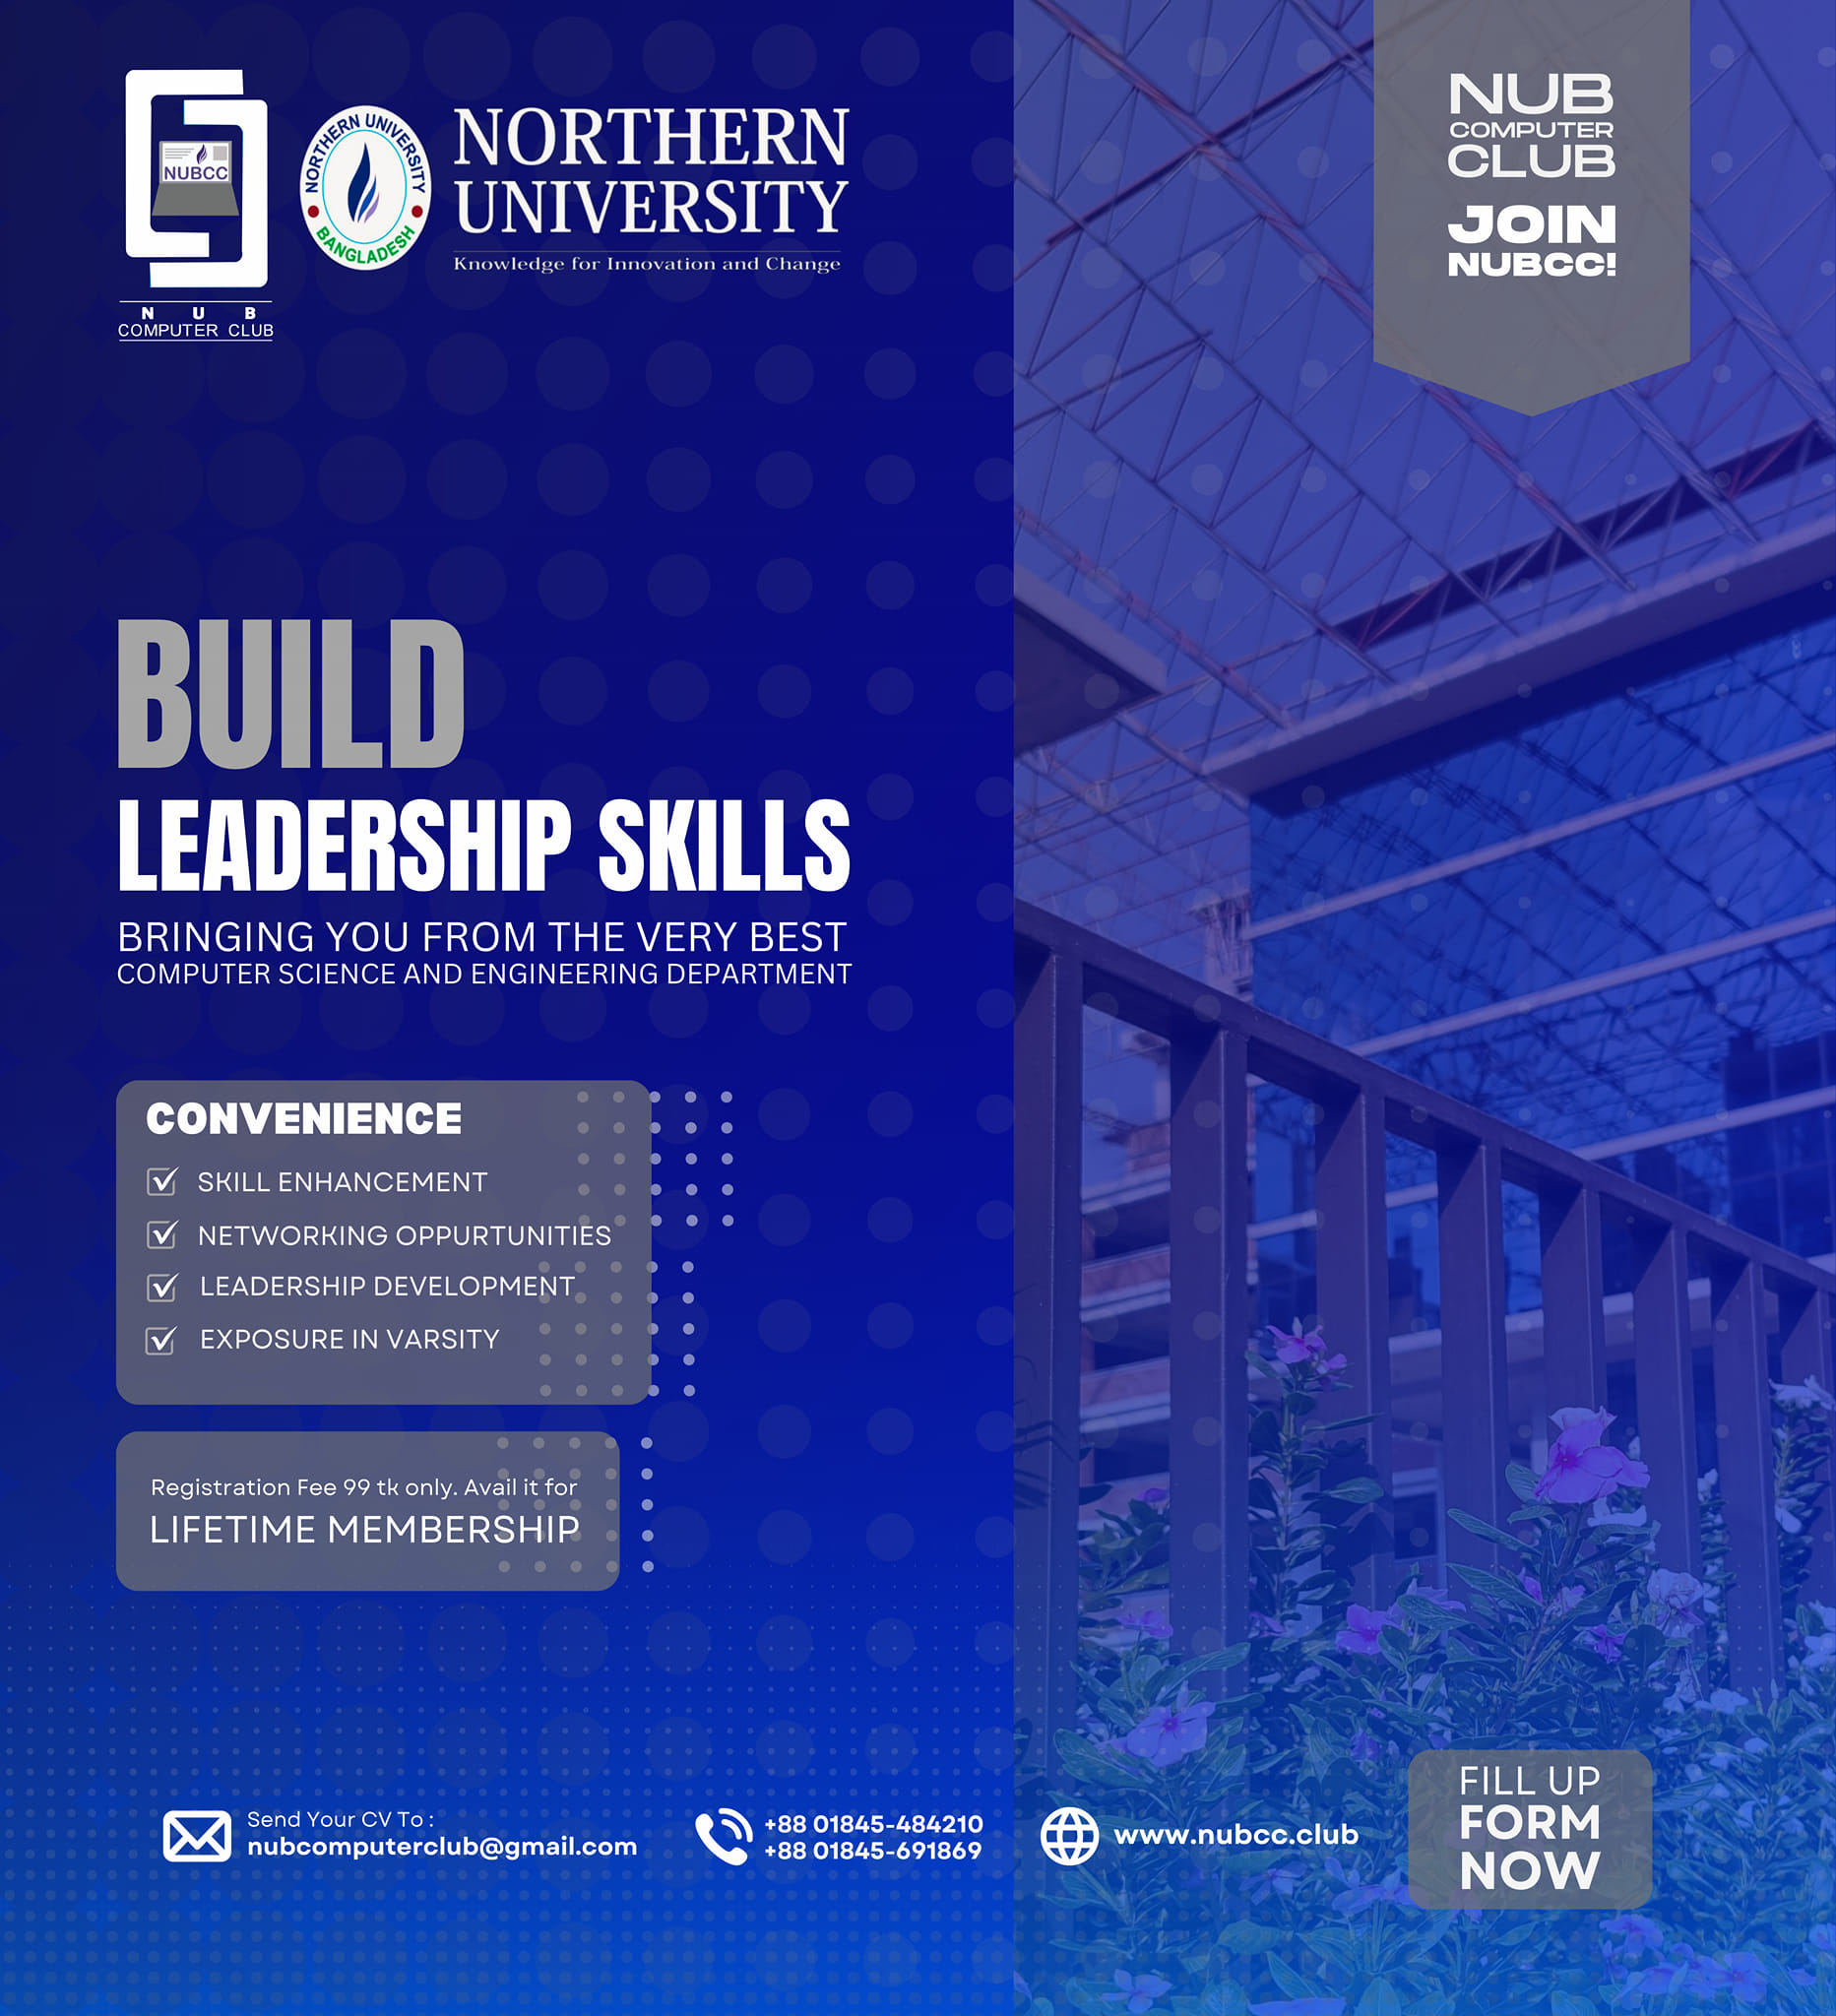 NUBCC
N U B
COMPUTER CLUB
NORTHERN UNIVERSITY
BANGLADESH
NORTHERN
UNIVERSITY
Knowledge for Innovation and Change
NUB
COMPUTER
CLUB
JOIN
NUBCC!
BUILD
LEADERSHIP SKILLS
BRINGING YOU FROM THE VERY BEST
COMPUTER SCIENCE AND ENGINEERING DEPARTMENT
CONVENIENCE
SKILL ENHANCEMENT
NETWORKING OPPURTUNITIES
LEADERSHIP DEVELOPMENT
EXPOSURE IN VARSITY
Registration Fee 99 tk only. Avail it for
LIFETIME MEMBERSHIP
Send Your CV To :
nubcomputerclub@gmail.com
+88 01845-484210
+88 01845-691869
www.nubcc.club
FILL UP
FORM
NOW